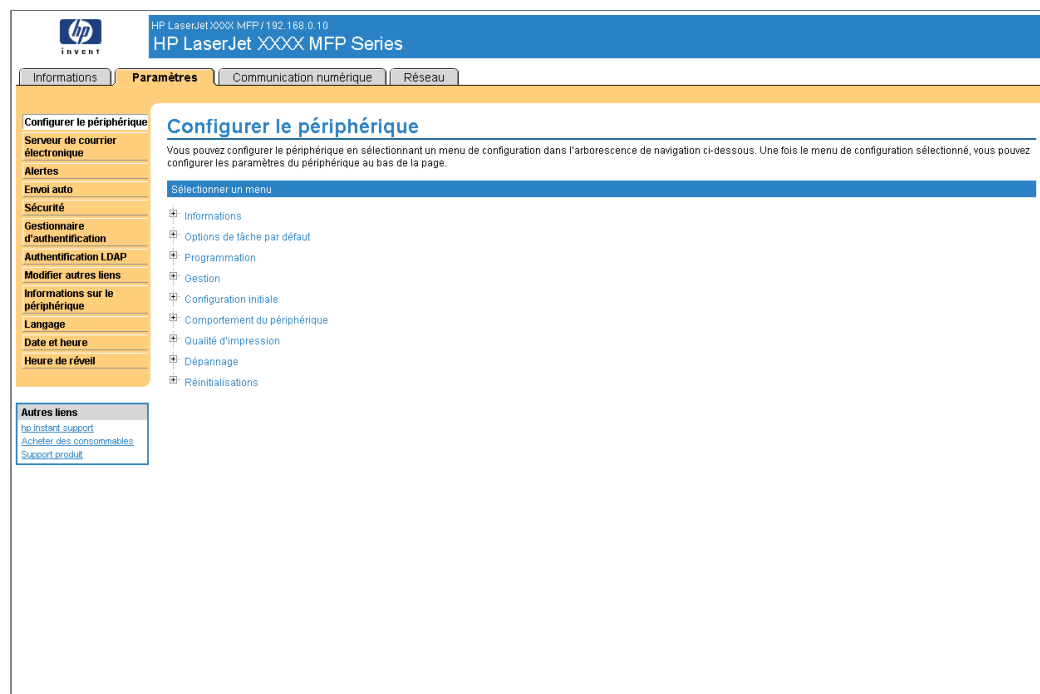 hp
invent
HP LaserJet XXXX MFP / 192.168.0.10
HP LaserJet XXXX MFP Series
Informations
Paramètres
Communication numérique
Réseau
Configurer le périphérique
Serveur de courrier
électronique
Alertes
Envoi auto
Sécurité
Gestionnaire
d'authentification
Authentification LDAP
Modifier autres liens
Informations sur le
périphérique
Langage
Date et heure
Heure de réveil
Autres liens
hp instant support
Acheter des consommables
Support produit
Configurer le périphérique
Vous pouvez configurer le périphérique en sélectionnant un menu de configuration dans l'arborescence de navigation ci-dessous. Une fois le menu de configuration sélectionné, vous pouvez
configurer les paramètres du périphérique au bas de la page.
Sélectionner un menu
Informations
Options de tâche par défaut
Programmation
Gestion
Configuration initiale
Comportement du périphérique
Qualité d'impression
Dépannage
Réinitialisations